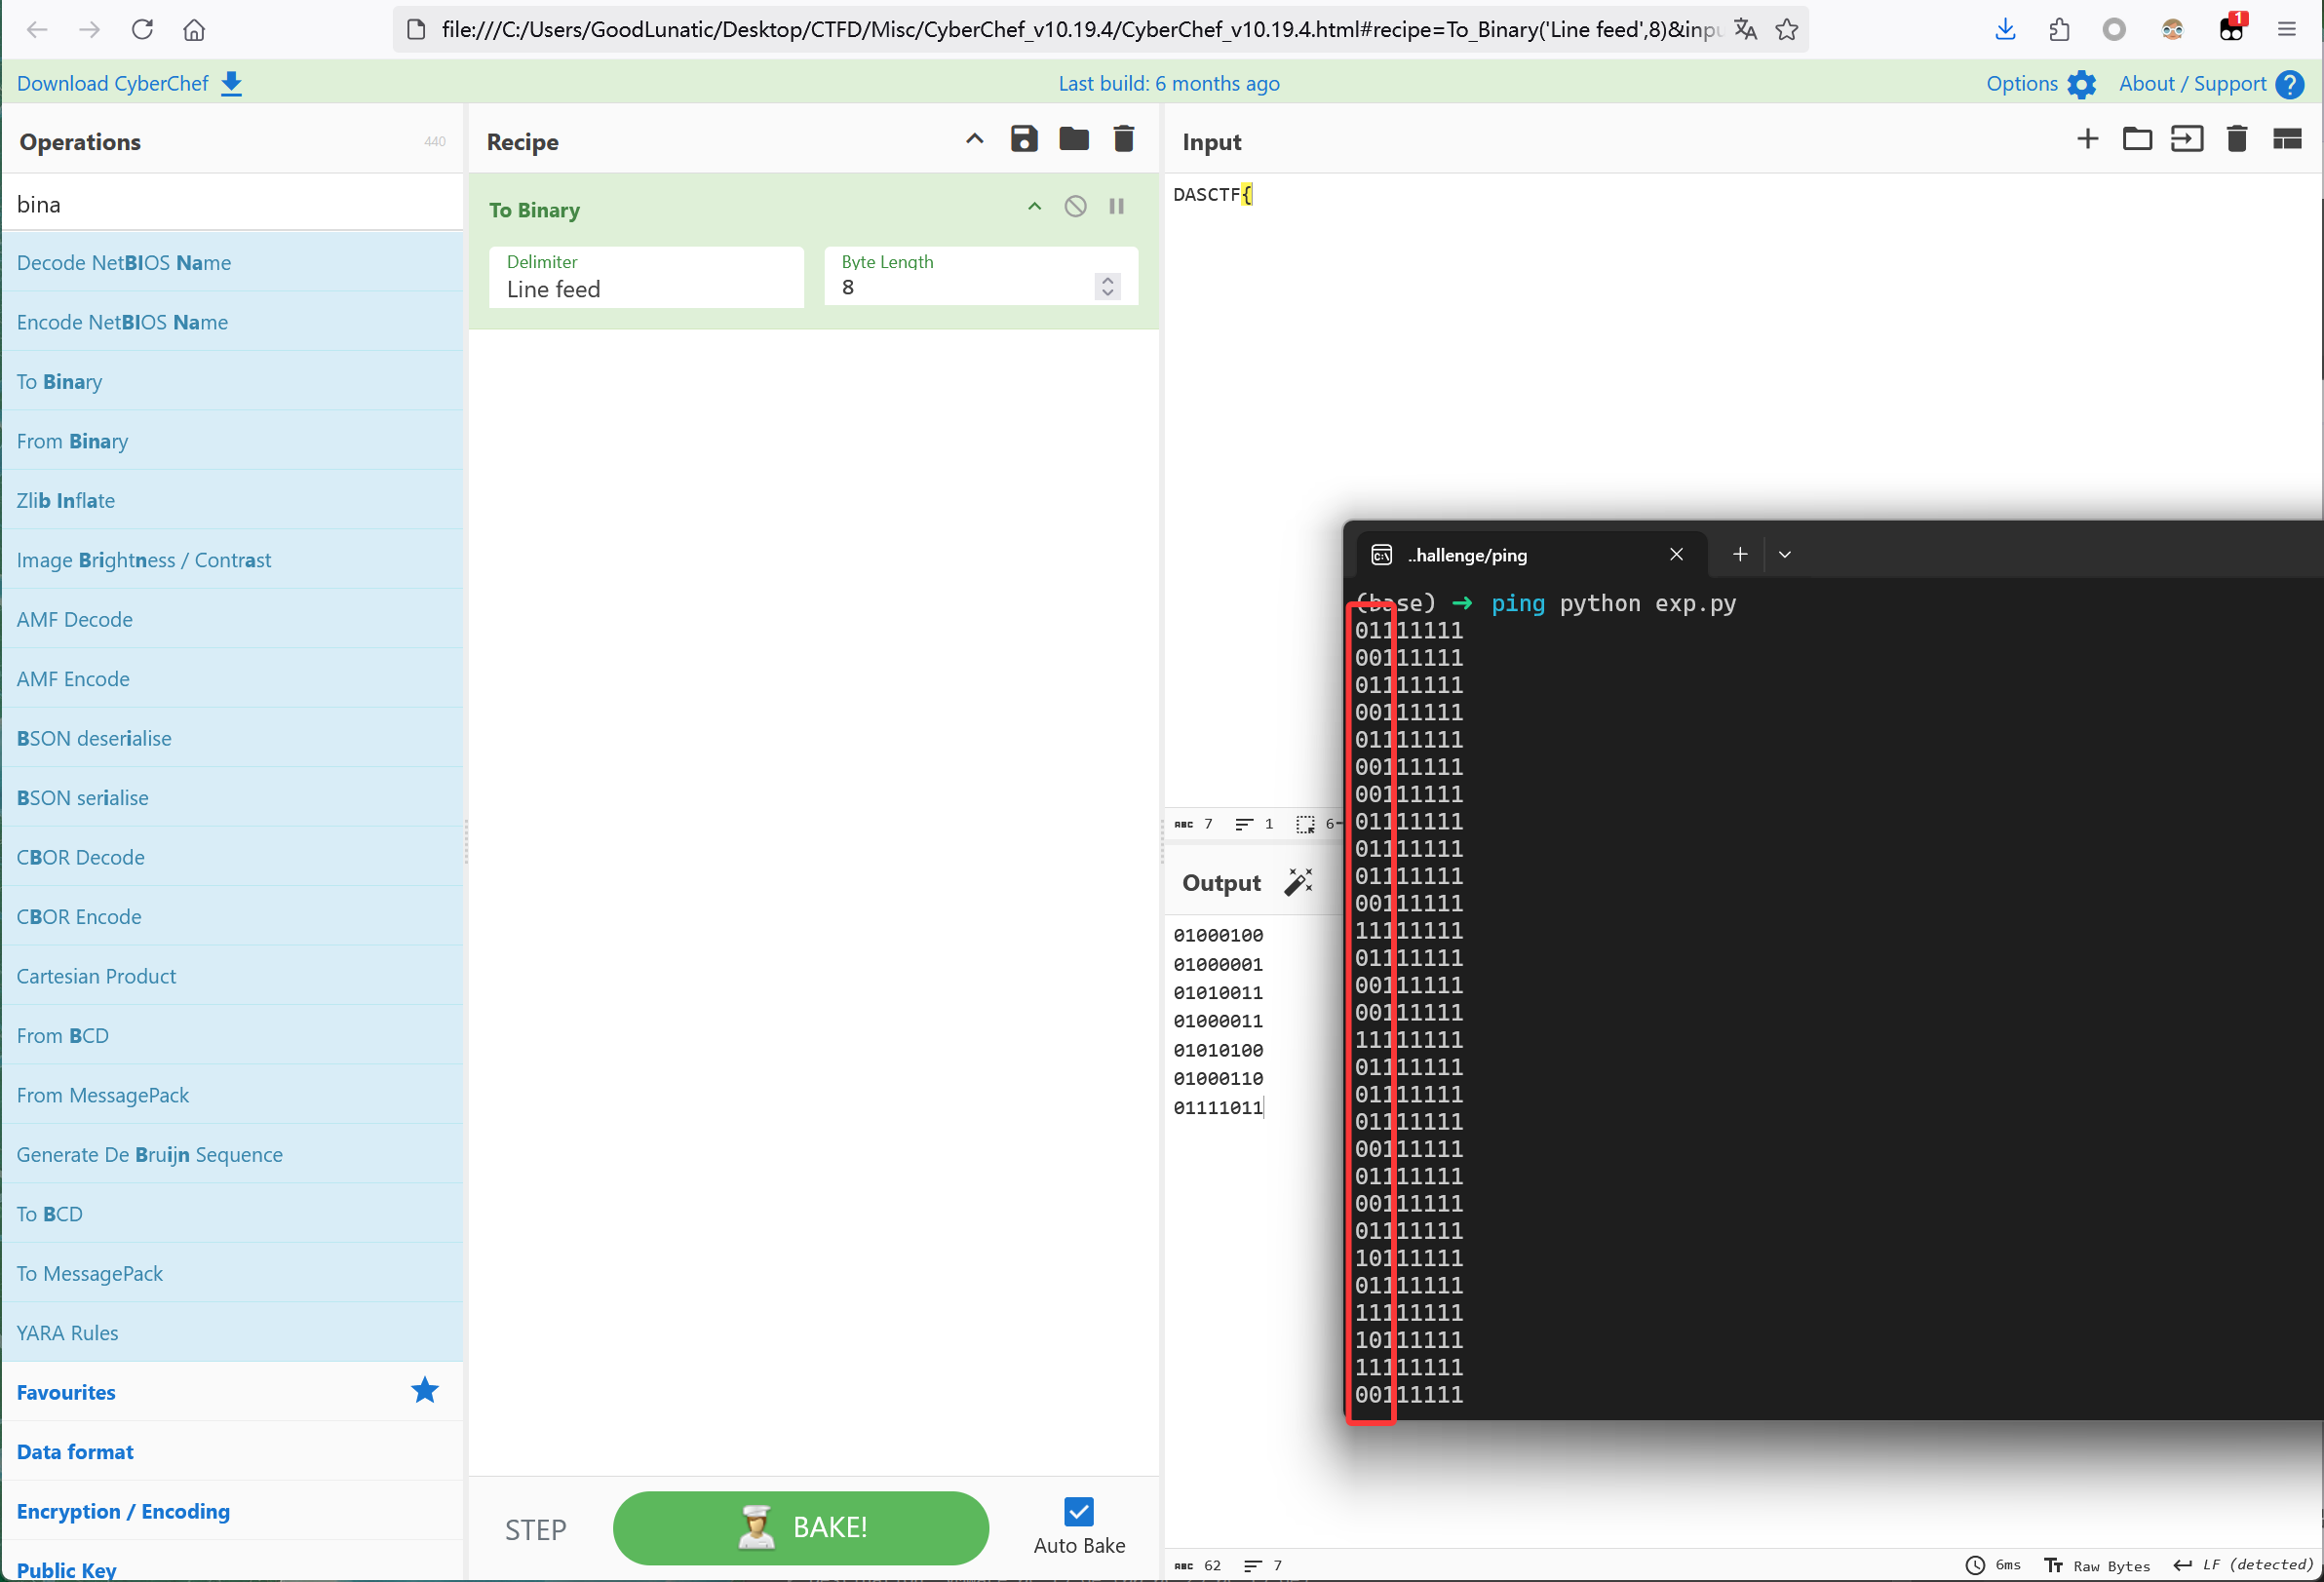 file:///C:/Users/GoodLunatic/Desktop/CTFD/Misc/CyberChef_v10.19.4/CyberChef_v10.19.4.html#recipe=To_Binary('Line feed',8)&inpu
1
Download CyberChef
Last build: 6 months ago
Options
About / Support
Operations
440
bina
Decode NetBIOS Name
Encode NetBIOS Name
To Binary
From Binary
Zlib Inflate
Image Brightness / Contrast
AMF Decode
AMF Encode
BSON deserialise
BSON serialise
CBOR Decode
CBOR Encode
Cartesian Product
From BCD
From MessagePack
Generate De Bruijn Sequence
To BCD
To MessagePack
YARA Rules
Favourites
Data format
Encryption / Encoding
Public Key
Recipe
To Binary
Delimiter
Line feed
Byte Length
8
STEP
BAKE!
Auto Bake
Input
DASCTF{
ABC 7 1 6
Output
01000100
01000001
01010011
01000011
01010100
01000110
01111011
ABC 62 7
6ms
Tт Raw Bytes
LF (detected)
..hallenge/ping
(base) ➜ ping python exp.py
01111111
00111111
01111111
00111111
01111111
00111111
00111111
01111111
01111111
01111111
00111111
11111111
01111111
00111111
00111111
11111111
01111111
01111111
01111111
00111111
01111111
00111111
01111111
10111111
01111111
11111111
10111111
11111111
00111111